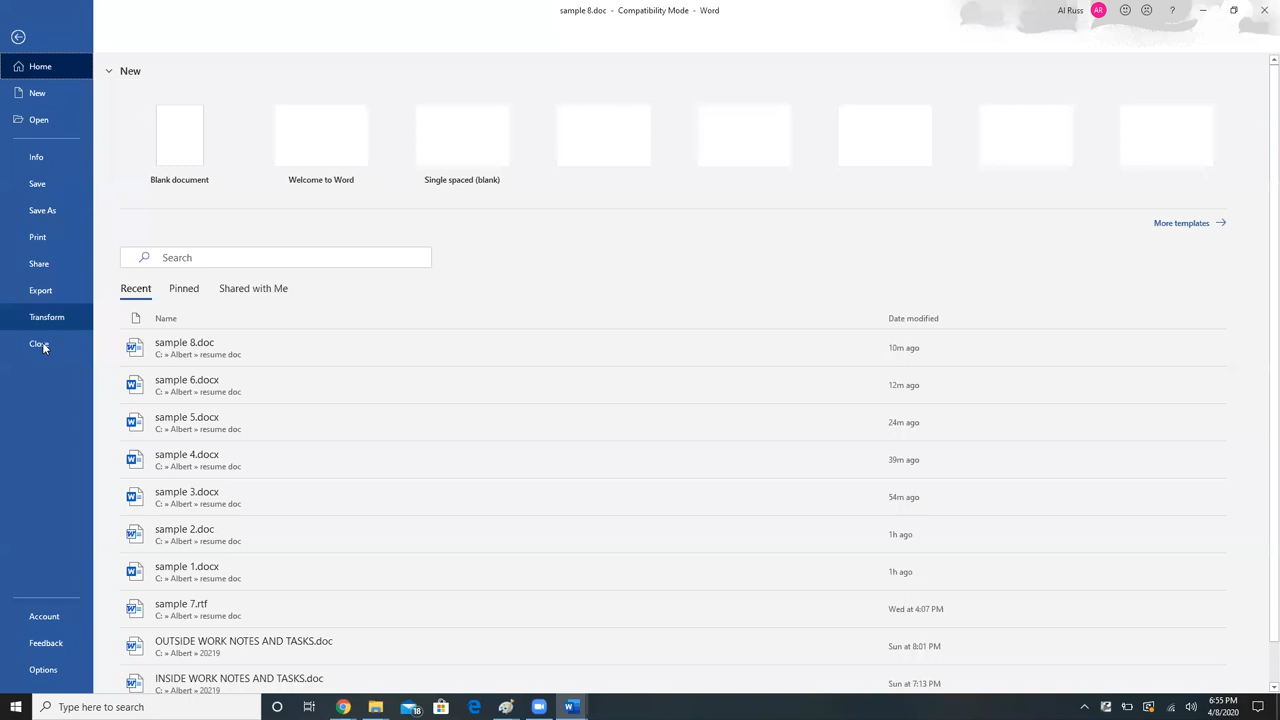 sample 8.doc - Compatibility Mode - Word
Al Russ
AR
?
Home
New
Open
Info
Save
Save As
Print
Share
Export
Transform
Close
Account
Feedback
Options
New
Blank document
Welcome to Word
Single spaced (blank)
More templates
Search
Recent Pinned Shared with Me
Name Date modified
sample 8.doc
C: » Albert » resume doc
10m ago
sample 6.docx
C: » Albert » resume doc
12m ago
sample 5.docx
C: » Albert » resume doc
24m ago
sample 4.docx
C: » Albert » resume doc
39m ago
sample 3.docx
C: » Albert » resume doc
54m ago
sample 2.doc
C: » Albert » resume doc
1h ago
sample 1.docx
C: » Albert » resume doc
1h ago
sample 7.rtf
C: » Albert » resume doc
Wed at 4:07 PM
OUTSIDE WORK NOTES AND TASKS.doc
C: » Albert » 20219
Sun at 8:01 PM
INSIDE WORK NOTES AND TASKS.doc
C: » Albert » 20219
Sun at 7:13 PM
Type here to search
18
6:55 PM
4/8/2020